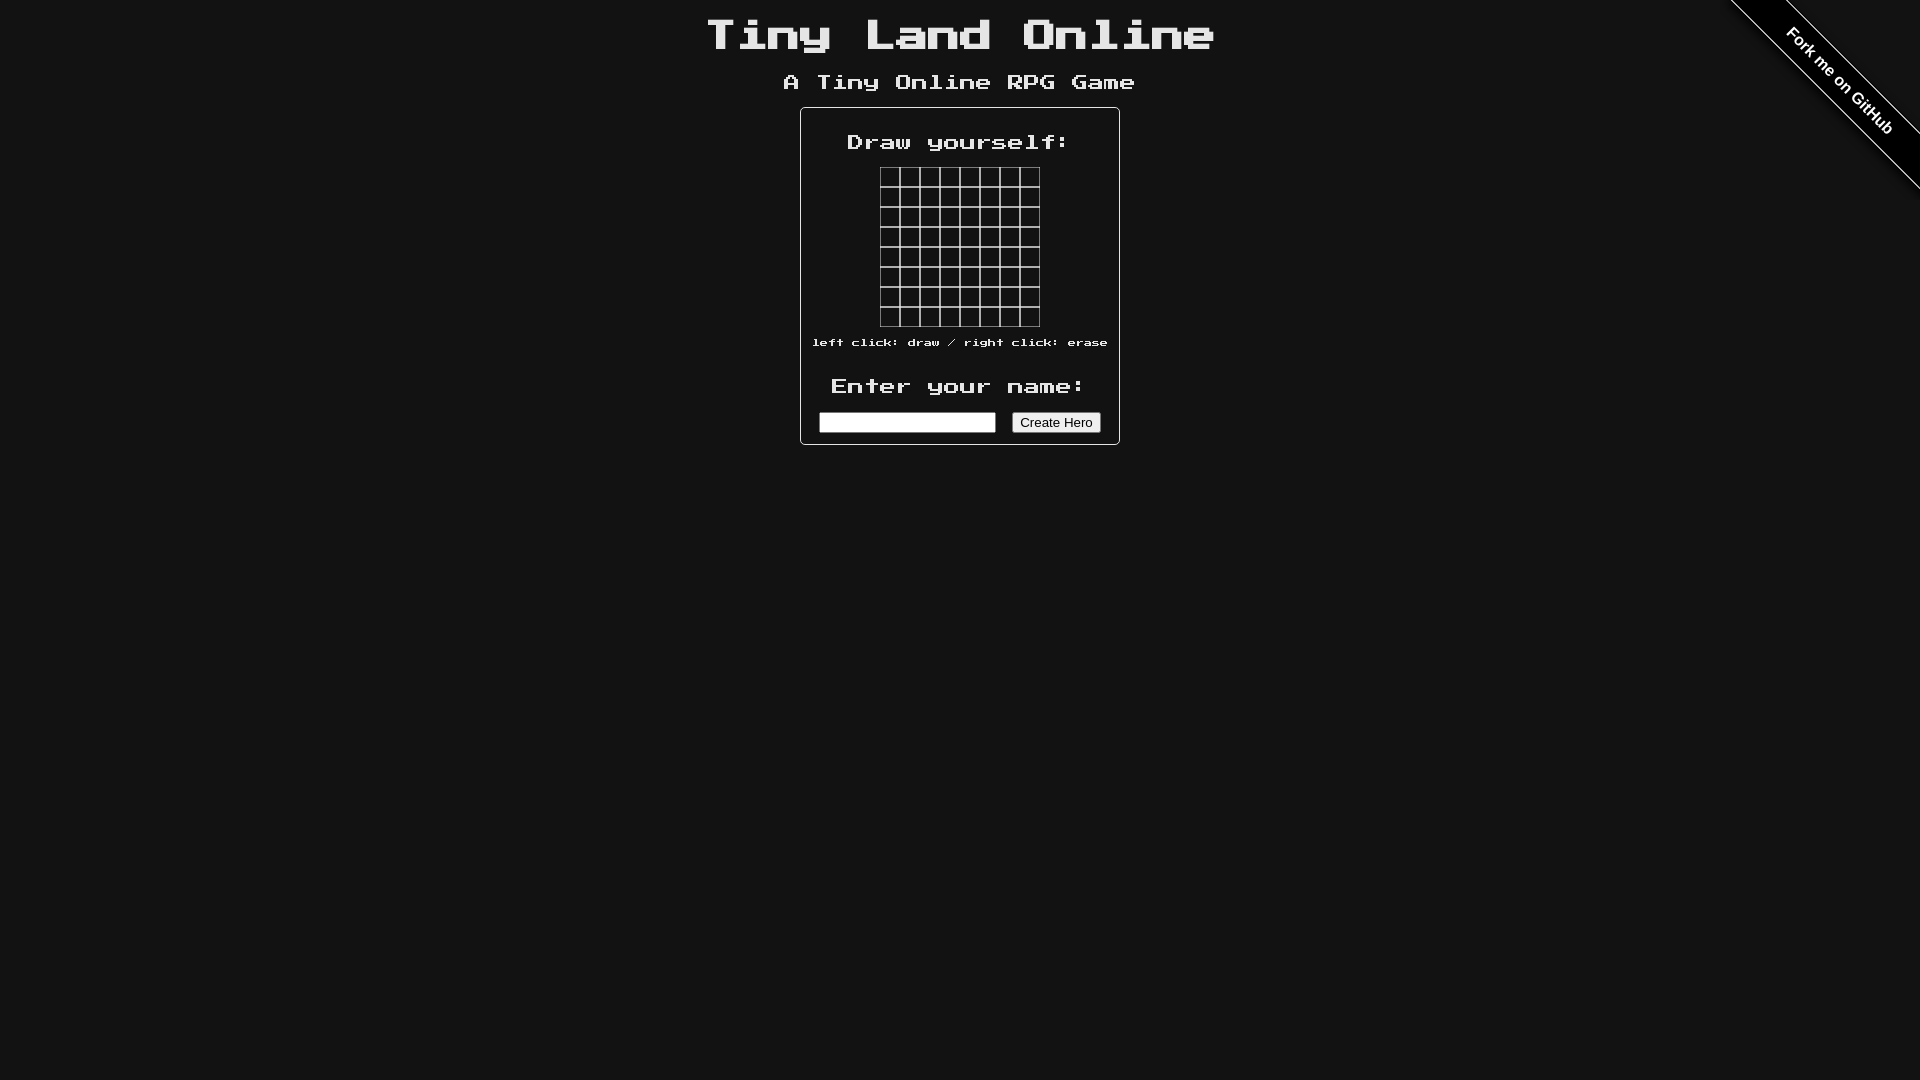 Tiny Land Online
A Tiny Online RPG Game
Fork me on GitHub
Draw yourself:
left click: draw / right click: erase
Enter your name:
Create Hero